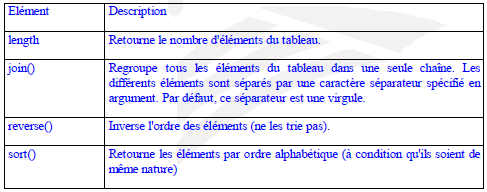 Elément Description
length Retourne le nombre d'éléments du tableau.
join() Regroupe tous les éléments du tableau dans une seule chaîne. Les
différents éléments sont séparés par une caractère séparateur spécifié en
argument. Par défaut, ce séparateur est une virgule.
reverse() Inverse l'ordre des éléments (ne les trie pas).
sort() Retourne les éléments par ordre alphabétique (à condition qu'ils soient de
même nature)